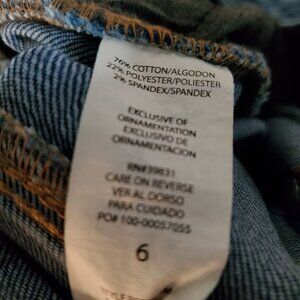 76% COTTON/ALGODON
22% POLYESTER/POLIESTER
2% SPANDEX/SPANDEX
EXCLUSIVE OF
ORNAMENTATION
EXCLUSIVO DE
ORNAMENTACION
RN#39631
CARE ON REVERSE
VER AL DORSO
PARA CUIDADO
PO# 100-00057055
6